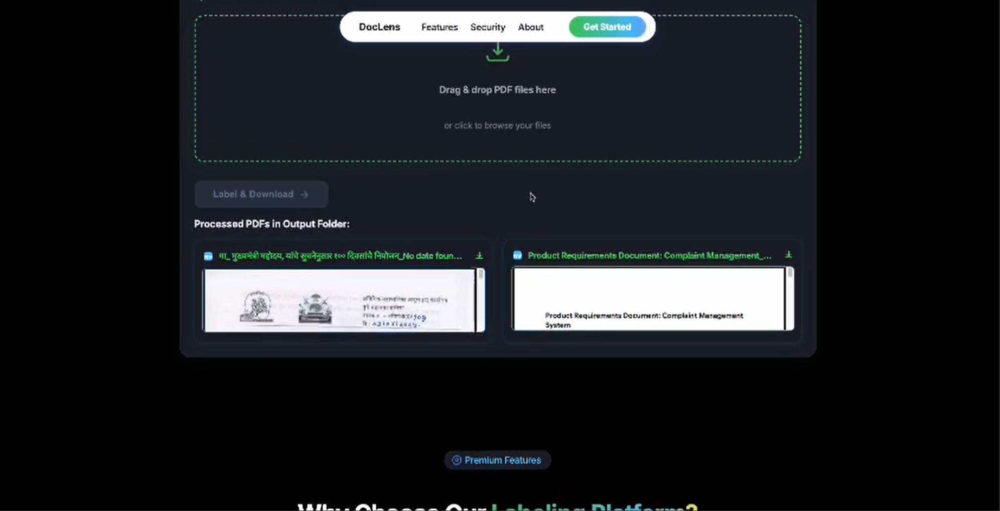 DocLens Features Security About Get Started
Drag & drop PDF files here
or click to browse your files
Label & Download
Processed PDFs in Output Folder:
मा_ मुख्यमंत्री महोदय, यांचे सुचनेनुसार १०० दिवसांचे नियोजन_No date foun...
Product Requirements Document: Complaint Management_...
Product Requirements Document: Complaint Management
System
Premium Features
Why Choose Our Labeling Platform?